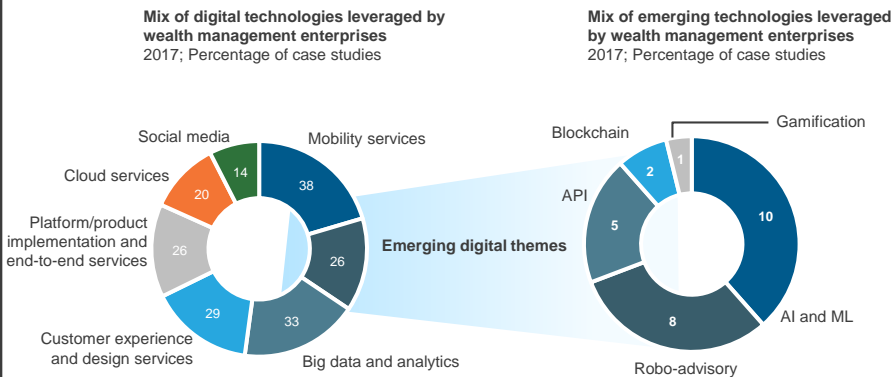 Mix of digital technologies leveraged by
wealth management enterprises
2017; Percentage of case studies
Mix of emerging technologies leveraged
by wealth management enterprises
2017; Percentage of case studies
Social media
Mobility services
Cloud services
Platform/product
implementation and
end-to-end services
Customer experience
and design services
Big data and analytics
Emerging digital themes
38
26
33
29
26
20
14
Blockchain
Gamification
API
AI and ML
Robo-advisory
10
8
5
2
1